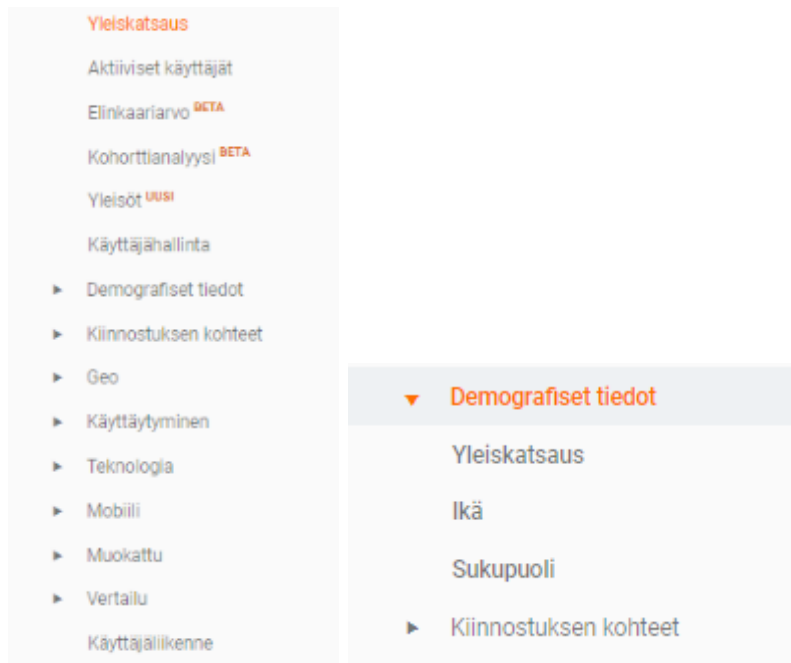 Yleiskatsaus
Aktiiviset käyttäjät
Elinkaariarvo BETA
Kohorttianalyysi BETA
Yleisöt UUSI
Käyttäjähallinta
Demografiset tiedot
Kiinnostuksen kohteet
Geo
Käyttäytyminen
Teknologia
Mobiili
Muokattu
Vertailu
Käyttäjäliikenne
Demografiset tiedot
Yleiskatsaus
Ikä
Sukupuoli
Kiinnostuksen kohteet